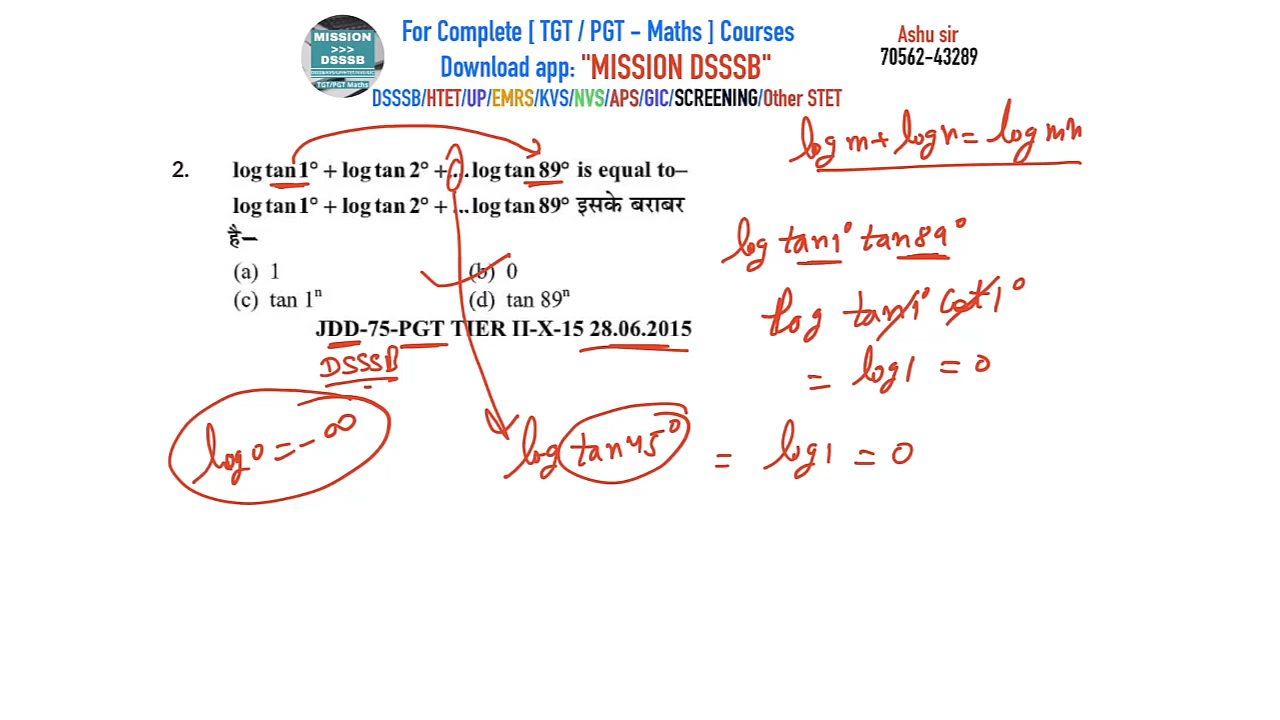 MISSION
>>>
DSSSB
TGT/PGT Maths
For Complete [ TGT / PGT - Maths ] Courses
Download app: "MISSION DSSSB"
DSSSB/HTET/UP/EMRS/KVS/NVS/APS/GIC/SCREENING/Other STET
Ashu sir
70562-43289
log m + log n = log mn
2. log tan 1° + log tan 2° + ... log tan 89° is equal to–
log tan 1° + log tan 2° + ... log tan 89° इसके बराबर
है–
(a) 1 (b) 0
(c) tan 1ⁿ (d) tan 89ⁿ
JDD-75-PGT TIER II-X-15 28.06.2015
DSSSB
log tan1° tan89°
log tan1° cot1°
= log1 = 0
log0 = -∞
log tan45° = log1 = 0